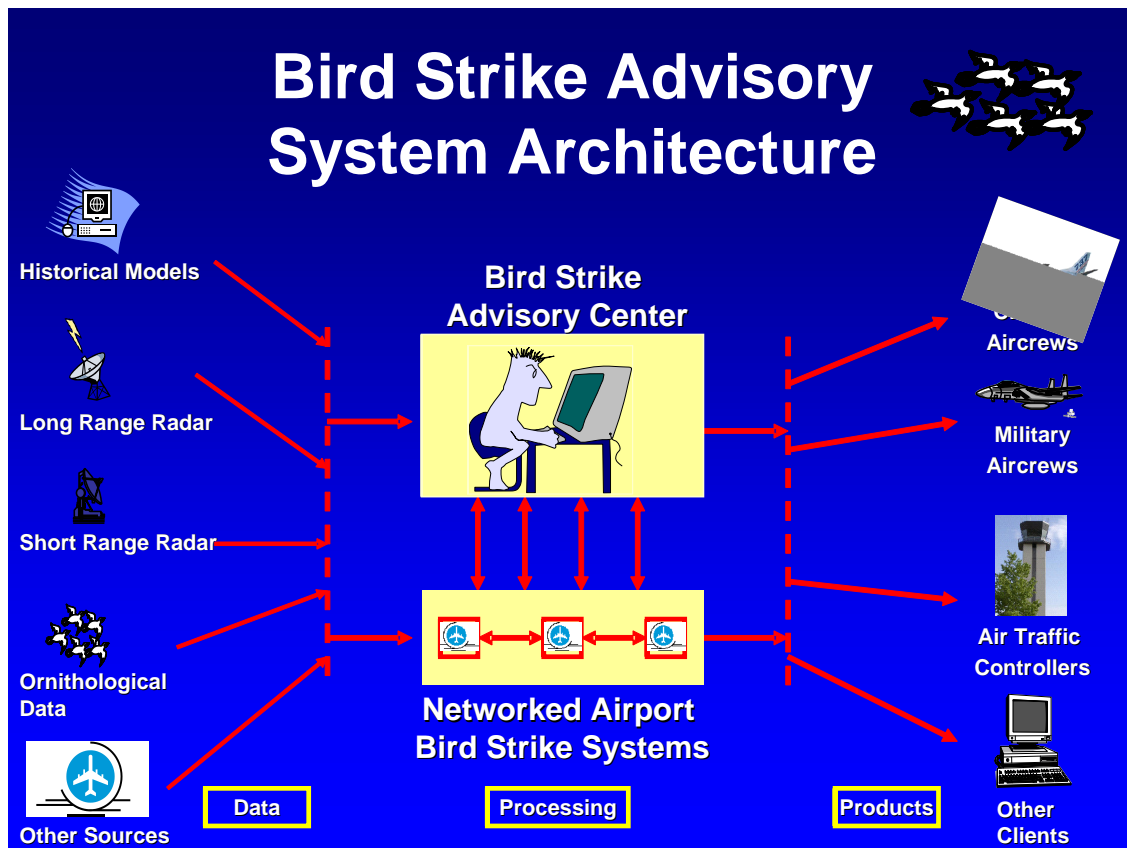 Bird Strike Advisory
System Architecture
Historical Models
Long Range Radar
Short Range Radar
Ornithological
Data
Other Sources
Bird Strike
Advisory Center
Networked Airport
Bird Strike Systems
Aircrews
Military
Aircrews
Air Traffic
Controllers
Other
Clients
Data
Processing
Products